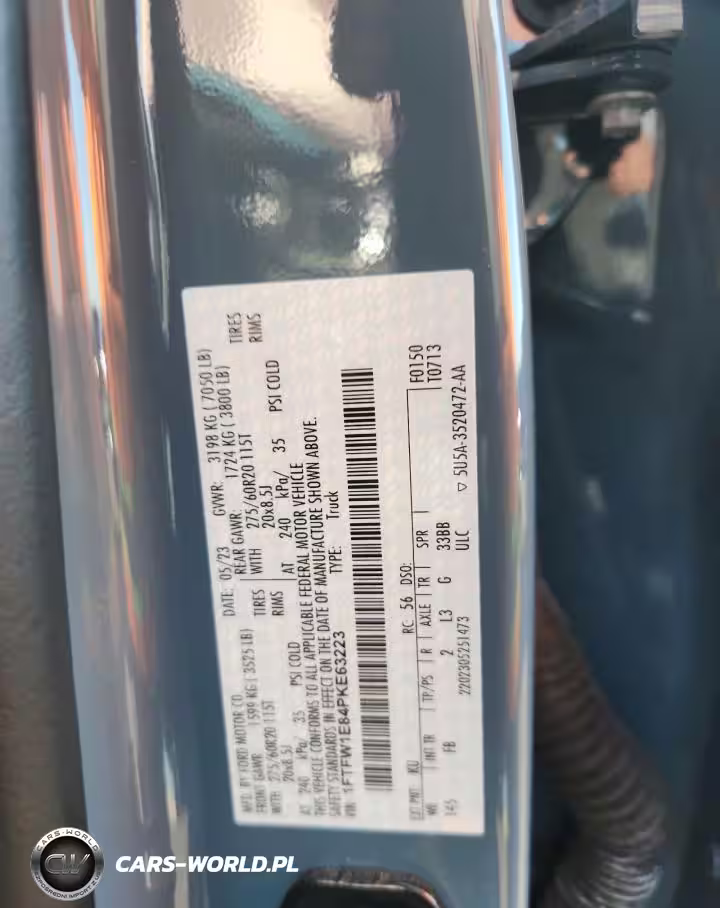 MFD. BY FORD MOTOR CO.
DATE: 05/23 GVWR: 3198 KG ( 7050 LB)
FRONT GAWR: 1599 KG ( 3525 LB) REAR GAWR: 1724 KG ( 3800 LB)
WITH 275/60R20 115T TIRES WITH 275/60R20 115T TIRES
20x8.5J RIMS 20x8.5J RIMS
AT 240 kPa/ 35 PSI COLD AT 240 kPa/ 35 PSI COLD
THIS VEHICLE CONFORMS TO ALL APPLICABLE FEDERAL MOTOR VEHICLE
SAFETY STANDARDS IN EFFECT ON THE DATE OF MANUFACTURE SHOWN ABOVE.
VIN: 1FTFW1E84PKE63223 TYPE: Truck
EXT PNT: KU RC: 56 DSO: F0150
WB INT TR TP/PS R AXLE TR SPR T0713
145 FB 2 L3 G 33BB
2202305251473 ULC ▽ 5U5A-3520472-AA
CARS-WORLD
CW
CARS-WORLD.PL